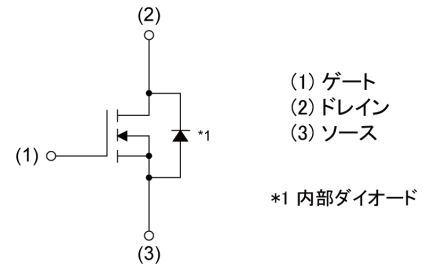 (2)
(1) ゲート
(2) ドレイン
(3) ソース
*1
(1)
*1 内部ダイオード
(3)